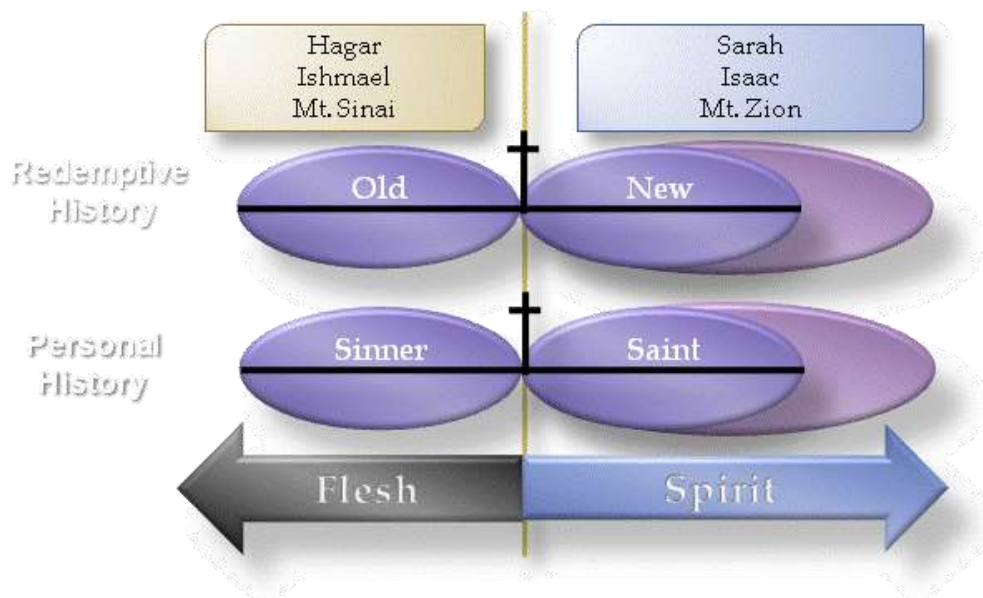 Hagar
Ishmael
Mt. Sinai
Sarah
Isaac
Mt. Zion
Redemptive
History
Old
New
Personal
History
Sinner
Saint
Flesh
Spirit